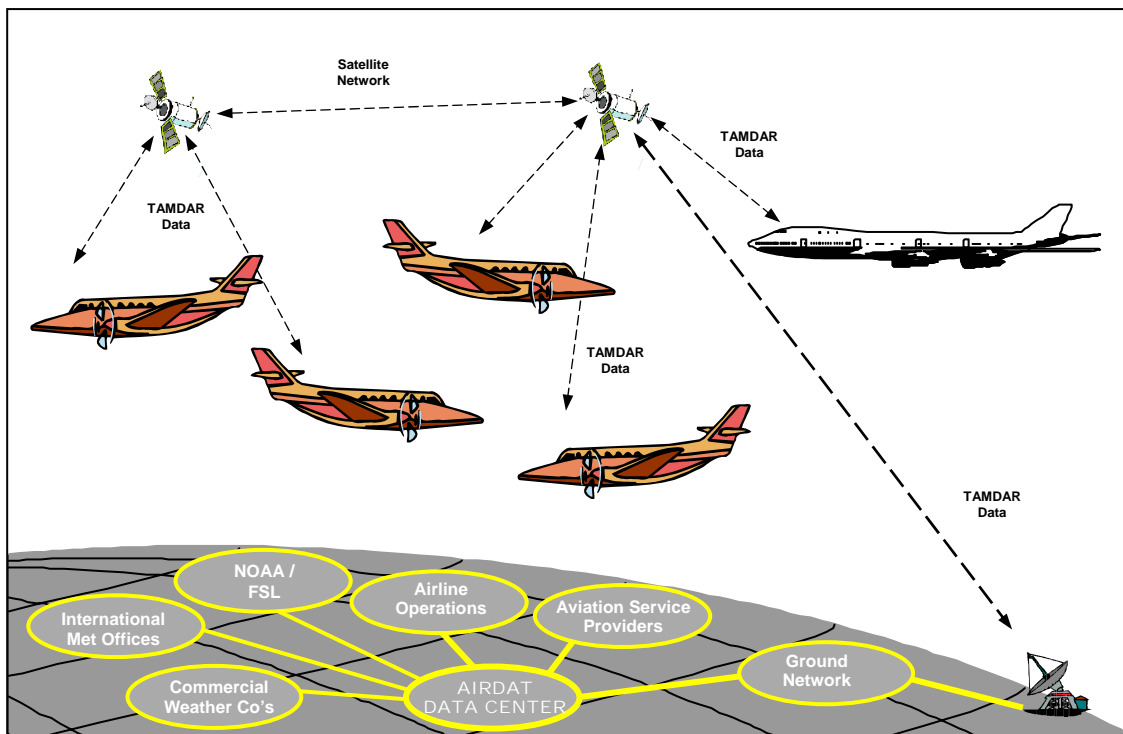 Satellite
Network
TAMDAR
Data
TAMDAR
Data
TAMDAR
Data
TAMDAR
Data
NOAA /
FSL
Airline
Operations
Aviation Service
Providers
International
Met Offices
Ground
Network
Commercial
Weather Co's
AIRDAT
DATA CENTER